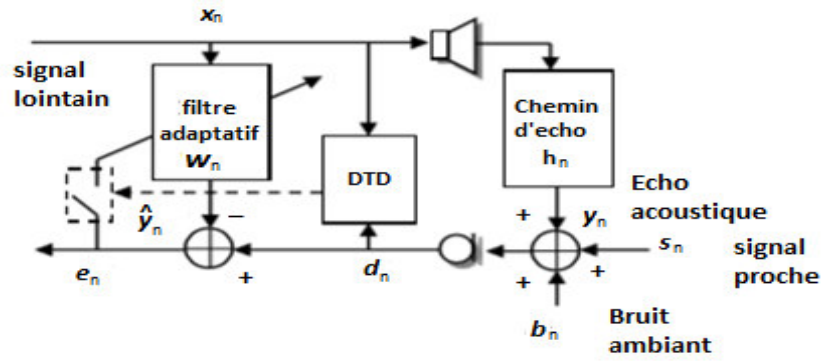 xn
signal
lointain
filtre
adaptatif
wn
DTD
Chemin
d'echo
hn
Echo
acoustique
ŷn
−
+
yn
+
sn
signal
proche
en
+
dn
+
+
bn
Bruit
ambiant